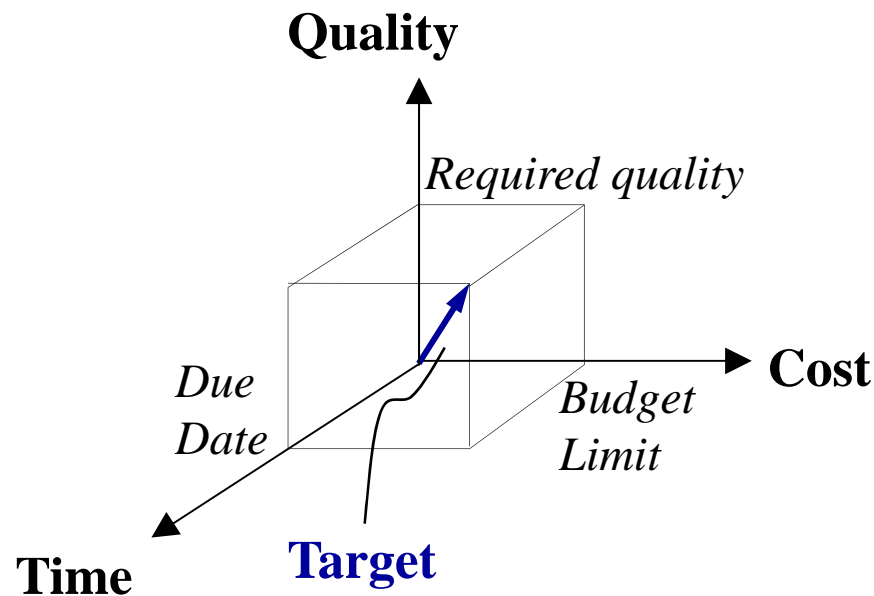 Quality
Required quality
Due
Date
Cost
Budget
Limit
Target
Time